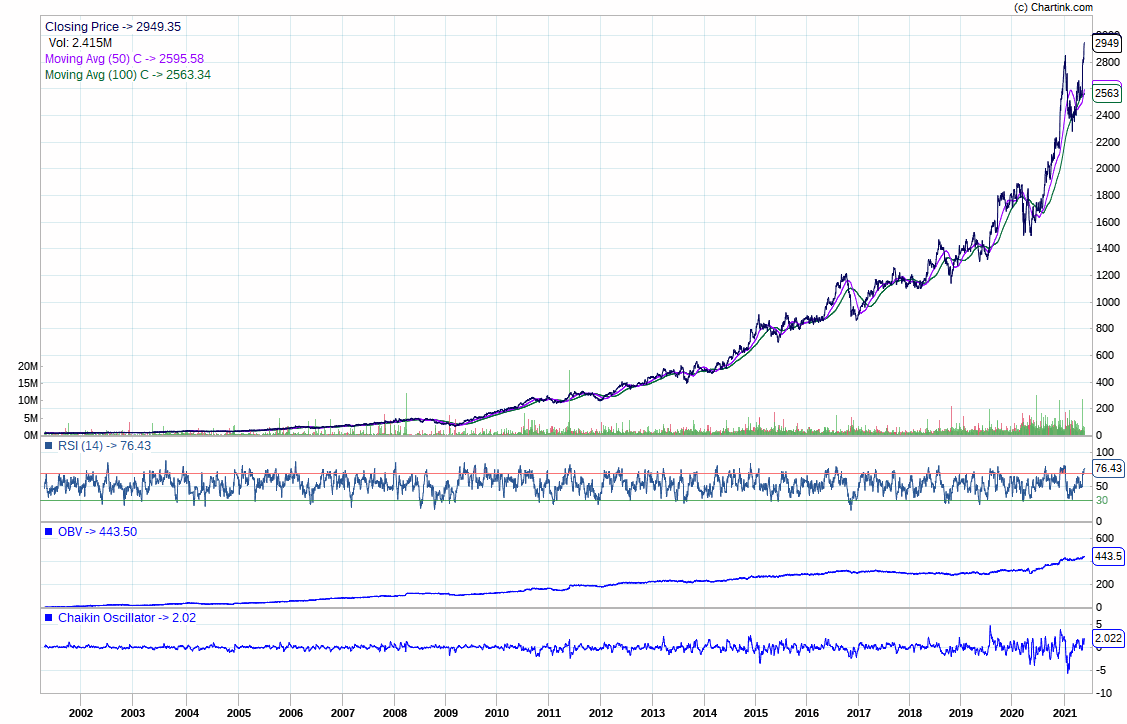 (c) Chartink.com
Closing Price -> 2949.35
Vol: 2.415M
Moving Avg (50) C -> 2595.58
Moving Avg (100) C -> 2563.34
2949
2800
2563
2400
2200
2000
1800
1600
1400
1200
1000
800
600
400
200
0
20M
15M
10M
5M
0M
RSI (14) -> 76.43
100
76.43
50
30
0
OBV -> 443.50
600
443.5
200
0
Chaikin Oscillator -> 2.02
5
2.022
-5
-10
2002 2003 2004 2005 2006 2007 2008 2009 2010 2011 2012 2013 2014 2015 2016 2017 2018 2019 2020 2021